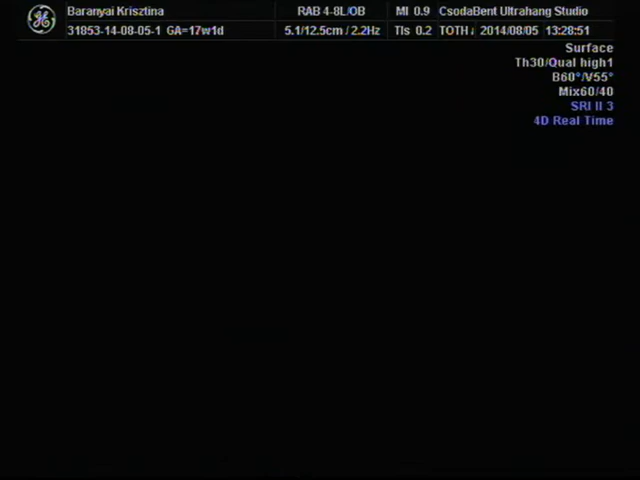 Baranyai Krisztina RAB 4-8L/OB MI 0.9 CsodaBent Ultrahang Studio
31853-14-08-05-1 GA=17w1d 5.1/12.5cm / 2.2Hz TIs 0.2 TOTH 2014/08/05 13:28:51
Surface
Th30/Qual high1
B60°/V55°
Mix60/40
SRI II 3
4D Real Time